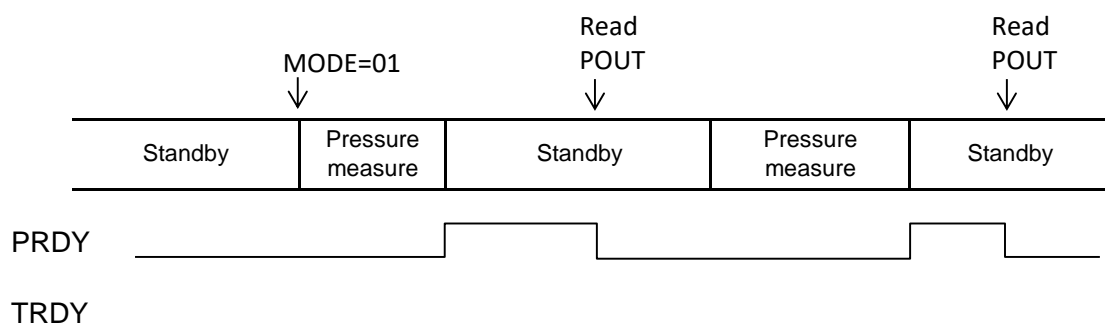 Read
POUT
Read
POUT
MODE=01
Standby
Pressure
measure
Standby
Pressure
measure
Standby
PRDY
TRDY